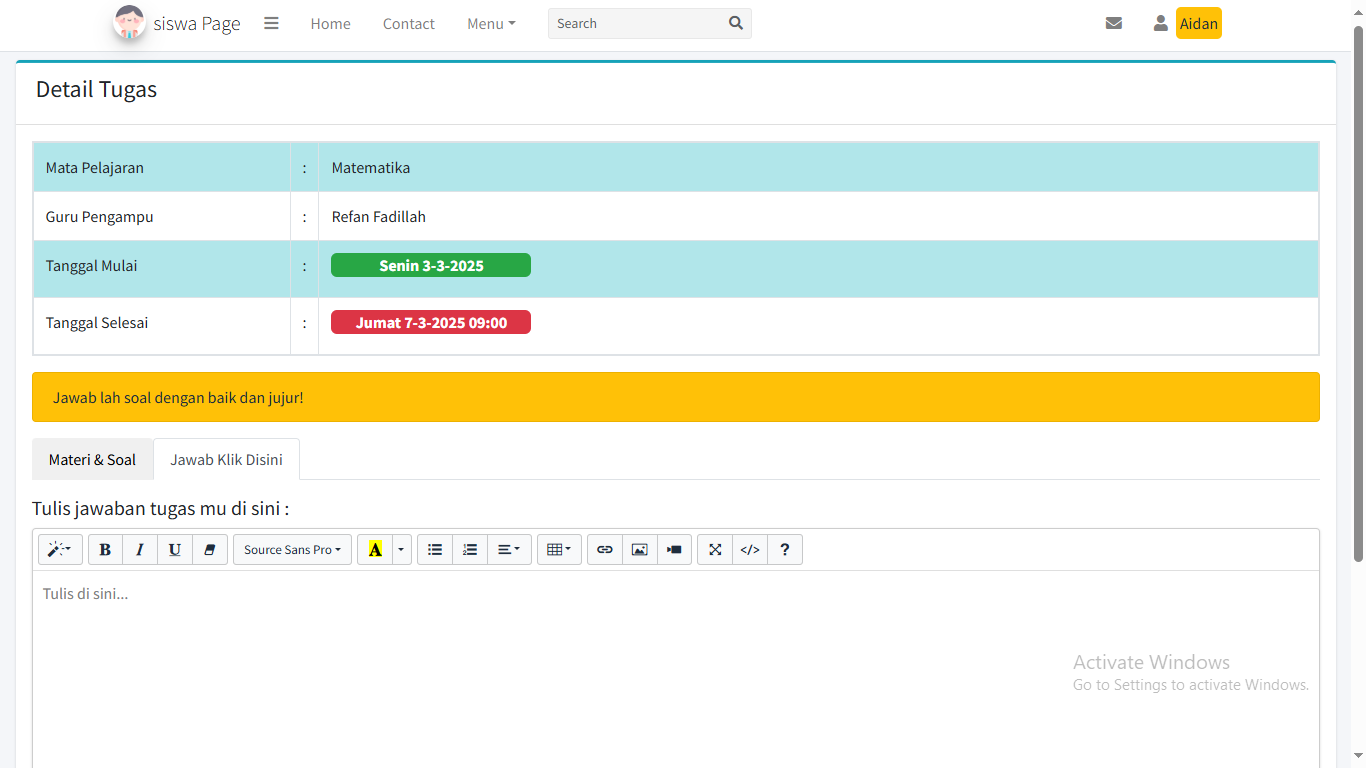 siswa Page Home Contact Menu Search Aidan
Detail Tugas
Mata Pelajaran : Matematika
Guru Pengampu : Refan Fadillah
Tanggal Mulai : Senin 3-3-2025
Tanggal Selesai : Jumat 7-3-2025 09:00
Jawab lah soal dengan baik dan jujur!
Materi & Soal Jawab Klik Disini
Tulis jawaban tugas mu di sini :
B I U Source Sans Pro A </> ?
Tulis di sini...
Activate Windows
Go to Settings to activate Windows.